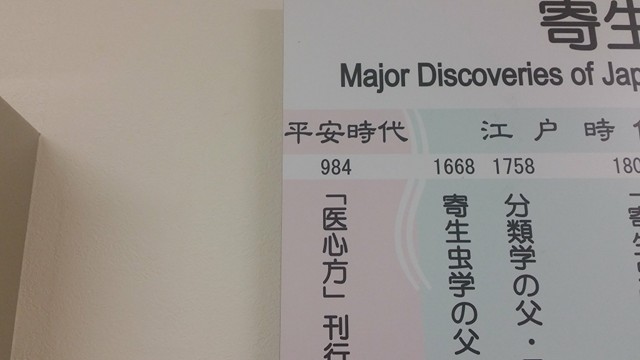 寄生
Major Discoveries of Jap
平安時代
江戸時
984
1668
1758
180
「医心方」刊行
寄生虫学の父
分類学の父・